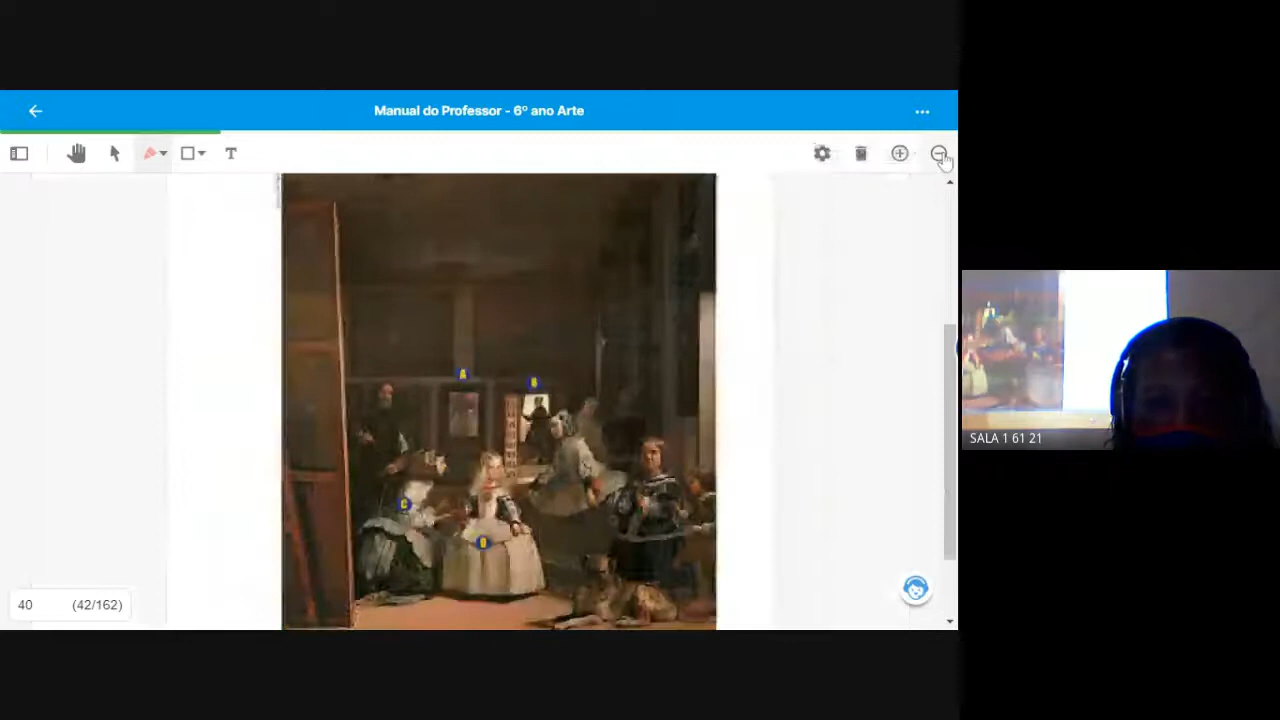 Manual do Professor - 6º ano Arte
T
A
B
C
D
40 (42/162)
SALA 1 61 21